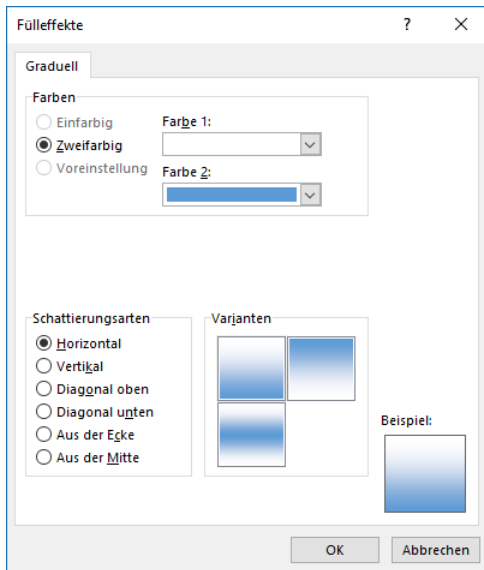 Fülleffekte ?
Graduell
Farben
Einfarbig
Zweifarbig
Voreinstellung
Farbe 1:
Farbe 2:
Schattierungsarten
Horizontal
Vertikal
Diagonal oben
Diagonal unten
Aus der Ecke
Aus der Mitte
Varianten
Beispiel:
OK
Abbrechen